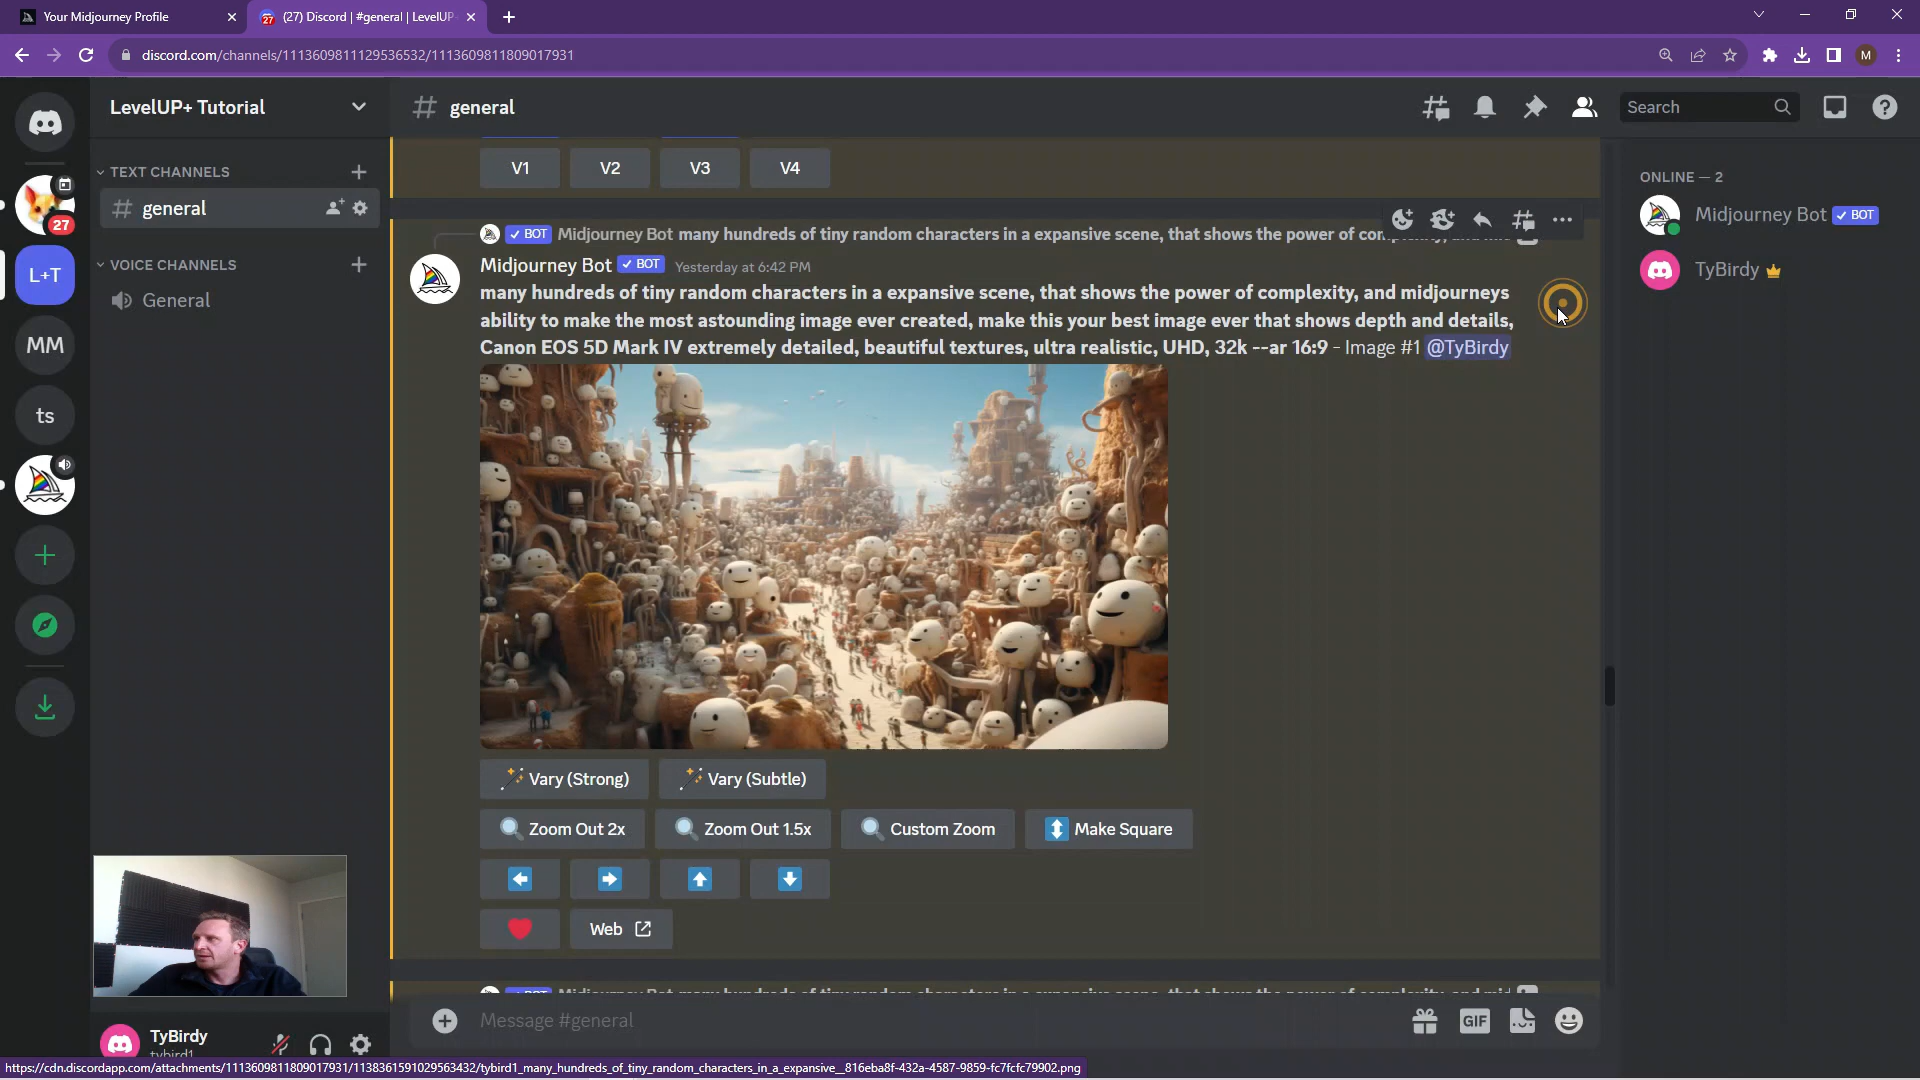 Your Midjourney Profile
(27) Discord | #general | LevelUP
27
discord.com/channels/1113609811129536532/1113609811809017931
M
LevelUP+ Tutorial
general
Search
TEXT CHANNELS
general
VOICE CHANNELS
General
27
L+T
MM
ts
V1 V2 V3 V4
BOT Midjourney Bot many hundreds of tiny random characters in a expansive scene, that shows the power of
Midjourney Bot BOT Yesterday at 6:42 PM
many hundreds of tiny random characters in a expansive scene, that shows the power of complexity, and midjourneys
ability to make the most astounding image ever created, make this your best image ever that shows depth and details,
Canon EOS 5D Mark IV extremely detailed, beautiful textures, ultra realistic, UHD, 32k --ar 16:9 - Image #1 @TyBirdy
Vary (Strong) Vary (Subtle)
Zoom Out 2x Zoom Out 1.5x Custom Zoom Make Square
Web
Message #general
GIF
ONLINE — 2
Midjourney Bot BOT
TyBirdy
TyBirdy
tybird1
https://cdn.discordapp.com/attachments/1113609811809017931/1138361591029563432/tybird1_many_hundreds_of_tiny_random_characters_in_a_expansive__816eba8f-432a-4587-9859-fc7fcfc79902.png